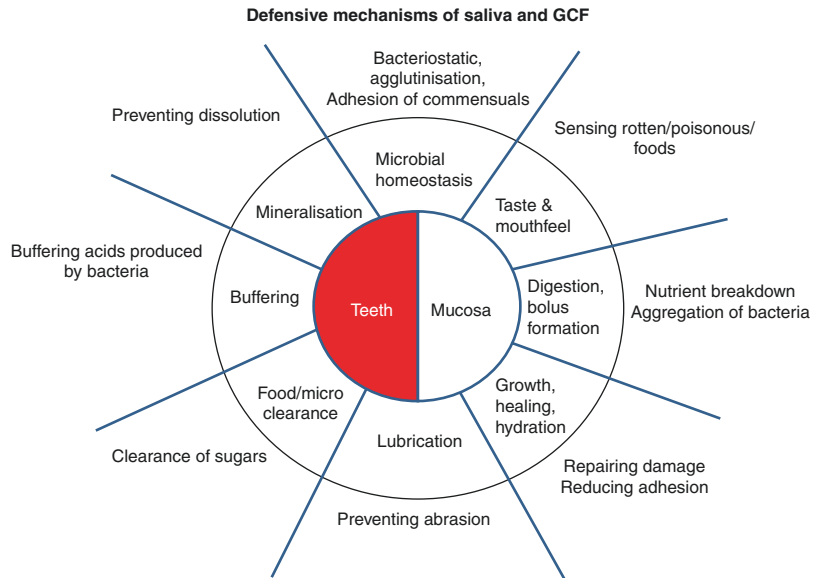 Defensive mechanisms of saliva and GCF
Bacteriostatic,
agglutinisation,
Adhesion of commensuals
Preventing dissolution
Sensing rotten/poisonous/
foods
Microbial
homeostasis
Mineralisation
Taste &
mouthfeel
Buffering acids produced
by bacteria
Buffering
Teeth
Mucosa
Digestion,
bolus
formation
Nutrient breakdown
Aggregation of bacteria
Food/micro
clearance
Growth,
healing,
hydration
Lubrication
Clearance of sugars
Repairing damage
Reducing adhesion
Preventing abrasion